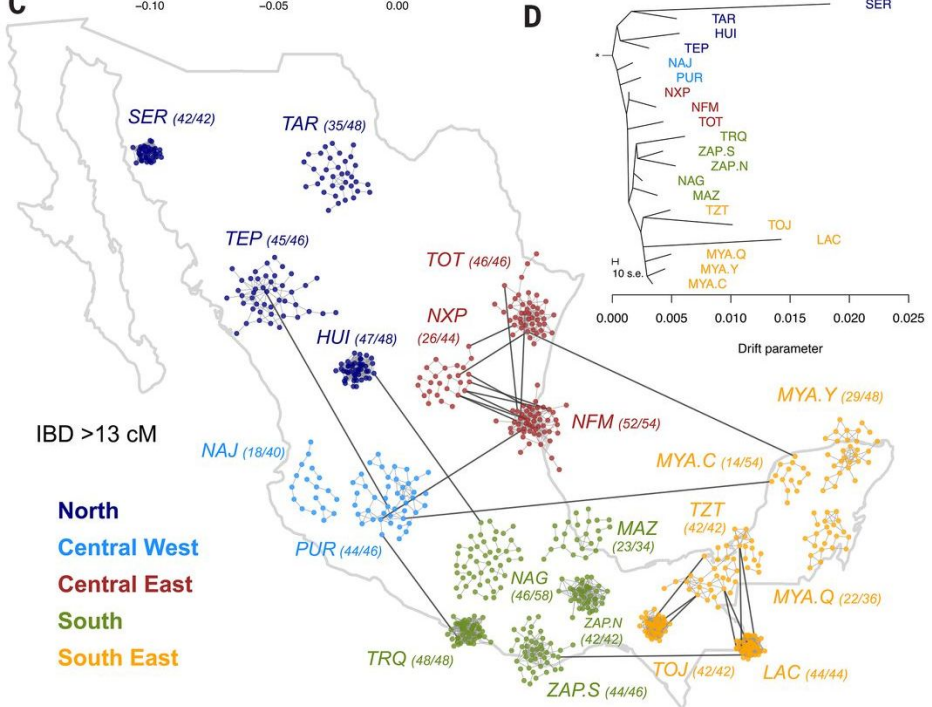 C
−0.10 −0.05 0.00
SER (42/42)
TAR (35/48)
TEP (45/46)
TOT (46/46)
NXP
(26/44)
HUI (47/48)
NFM (52/54)
MYA.Y (29/48)
IBD >13 cM
NAJ (18/40)
MYA.C (14/54)
TZT
(42/42)
North
Central West
Central East
South
South East
PUR (44/46)
MAZ
(23/34)
NAG
(46/58)
ZAP.N
(42/42)
MYA.Q (22/36)
TRQ (48/48)
ZAP.S (44/46)
TOJ (42/42)
LAC (44/44)
D
SER
TAR
HUI
TEP
*
NAJ
PUR
NXP
NFM
TOT
TRQ
ZAP.S
ZAP.N
NAG
MAZ
TZT
TOJ
LAC
MYA.Q
MYA.Y
MYA.C
10 s.e.
0.000 0.005 0.010 0.015 0.020 0.025
Drift parameter